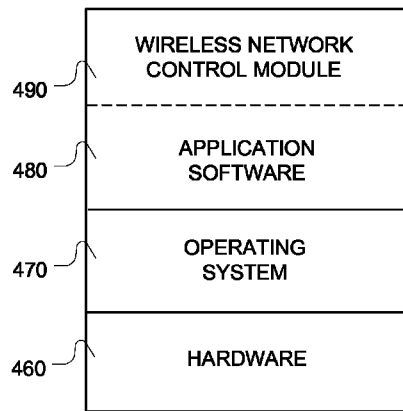 WIRELESS NETWORK
CONTROL MODULE
490
APPLICATION
SOFTWARE
480
OPERATING
SYSTEM
470
HARDWARE
460